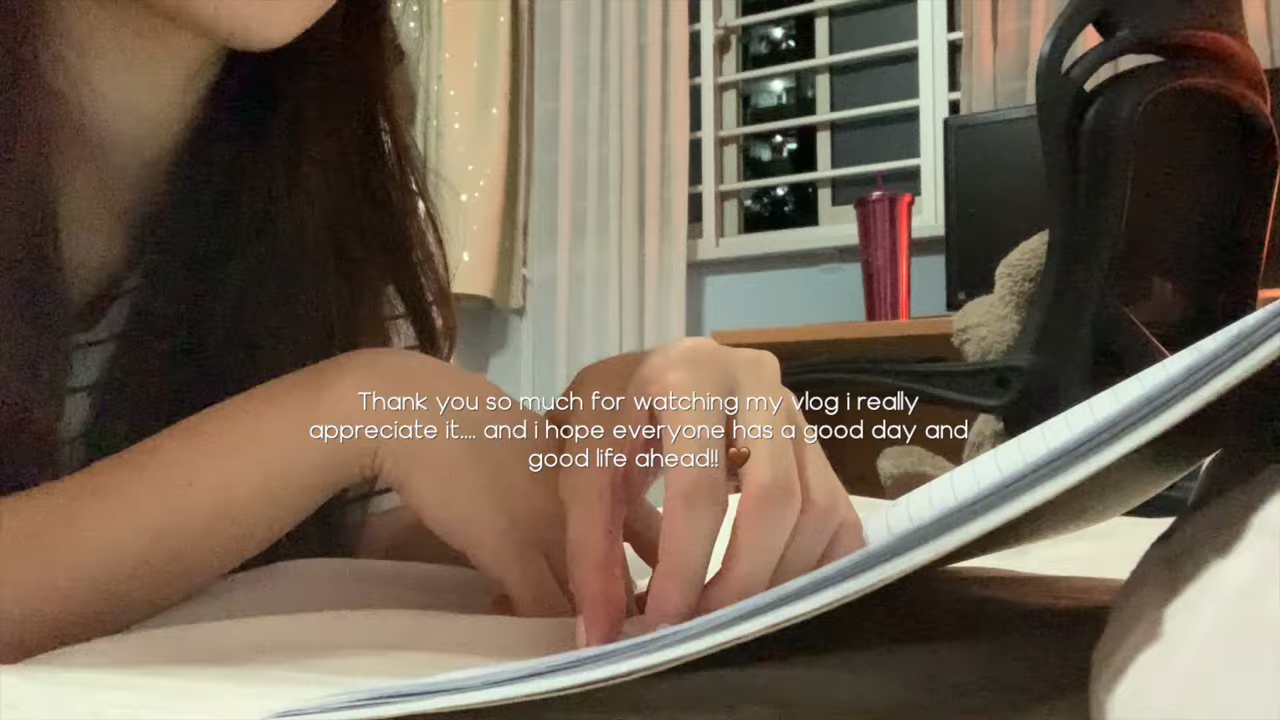 Thank you so much for watching my vlog i really
appreciate it.... and i hope everyone has a good day and
good life ahead!! 🤎